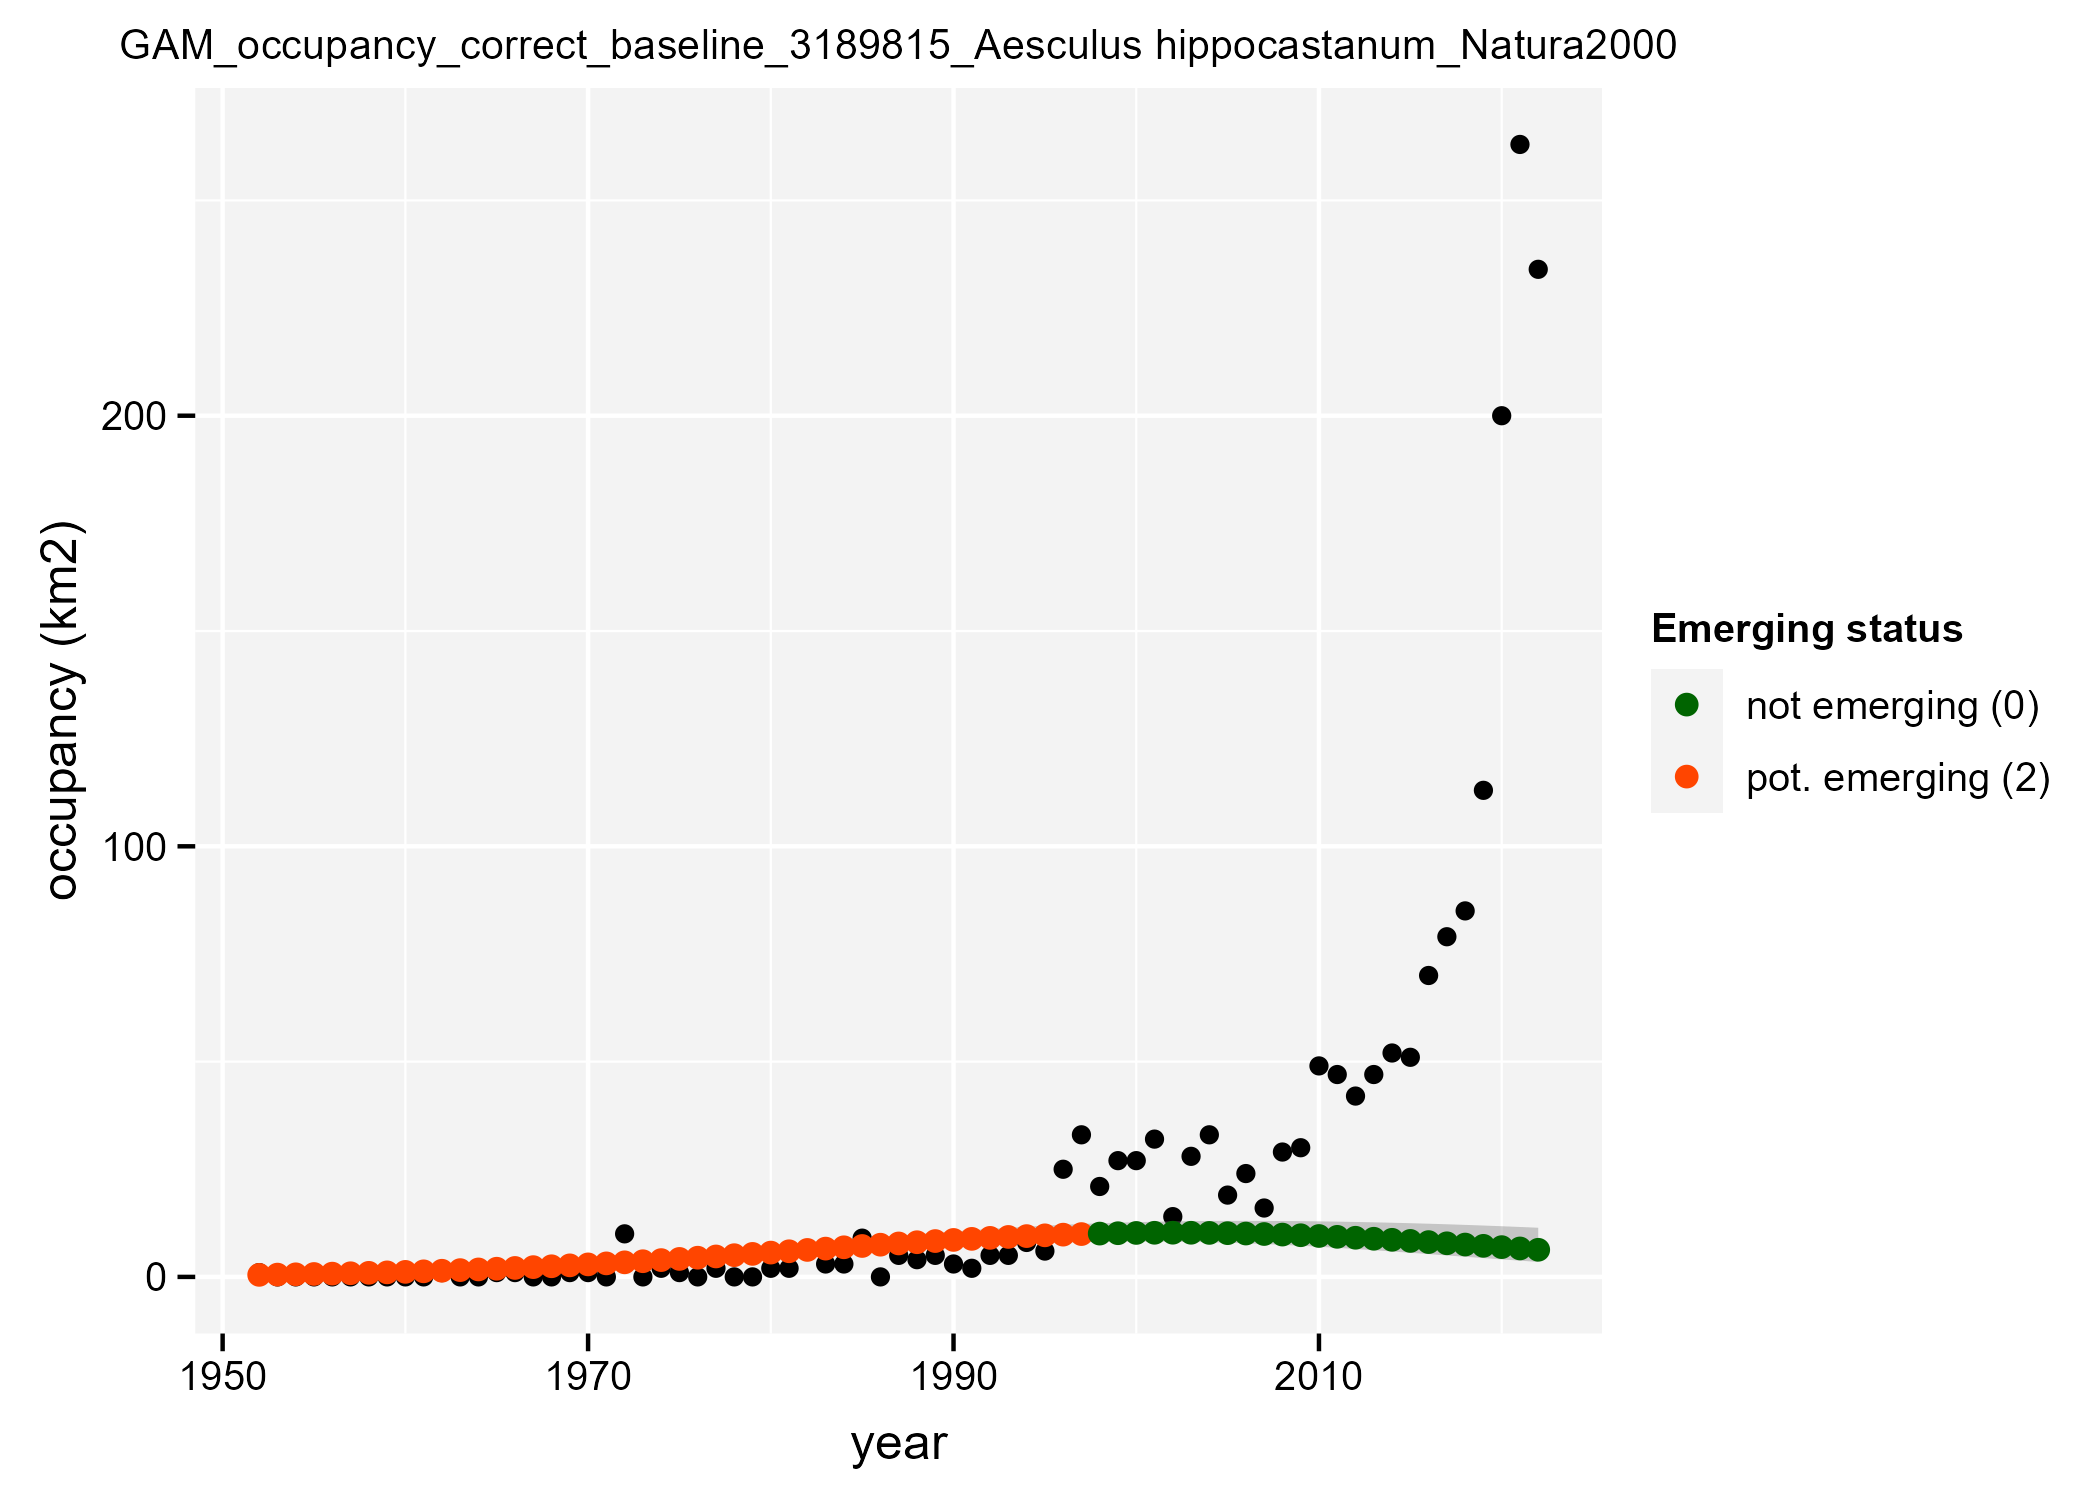 GAM_occupancy_correct_baseline_3189815_Aesculus hippocastanum_Natura2000
occupancy (km2)
200
100
0
1950
1970
1990
2010
year
Emerging status
not emerging (0)
pot. emerging (2)